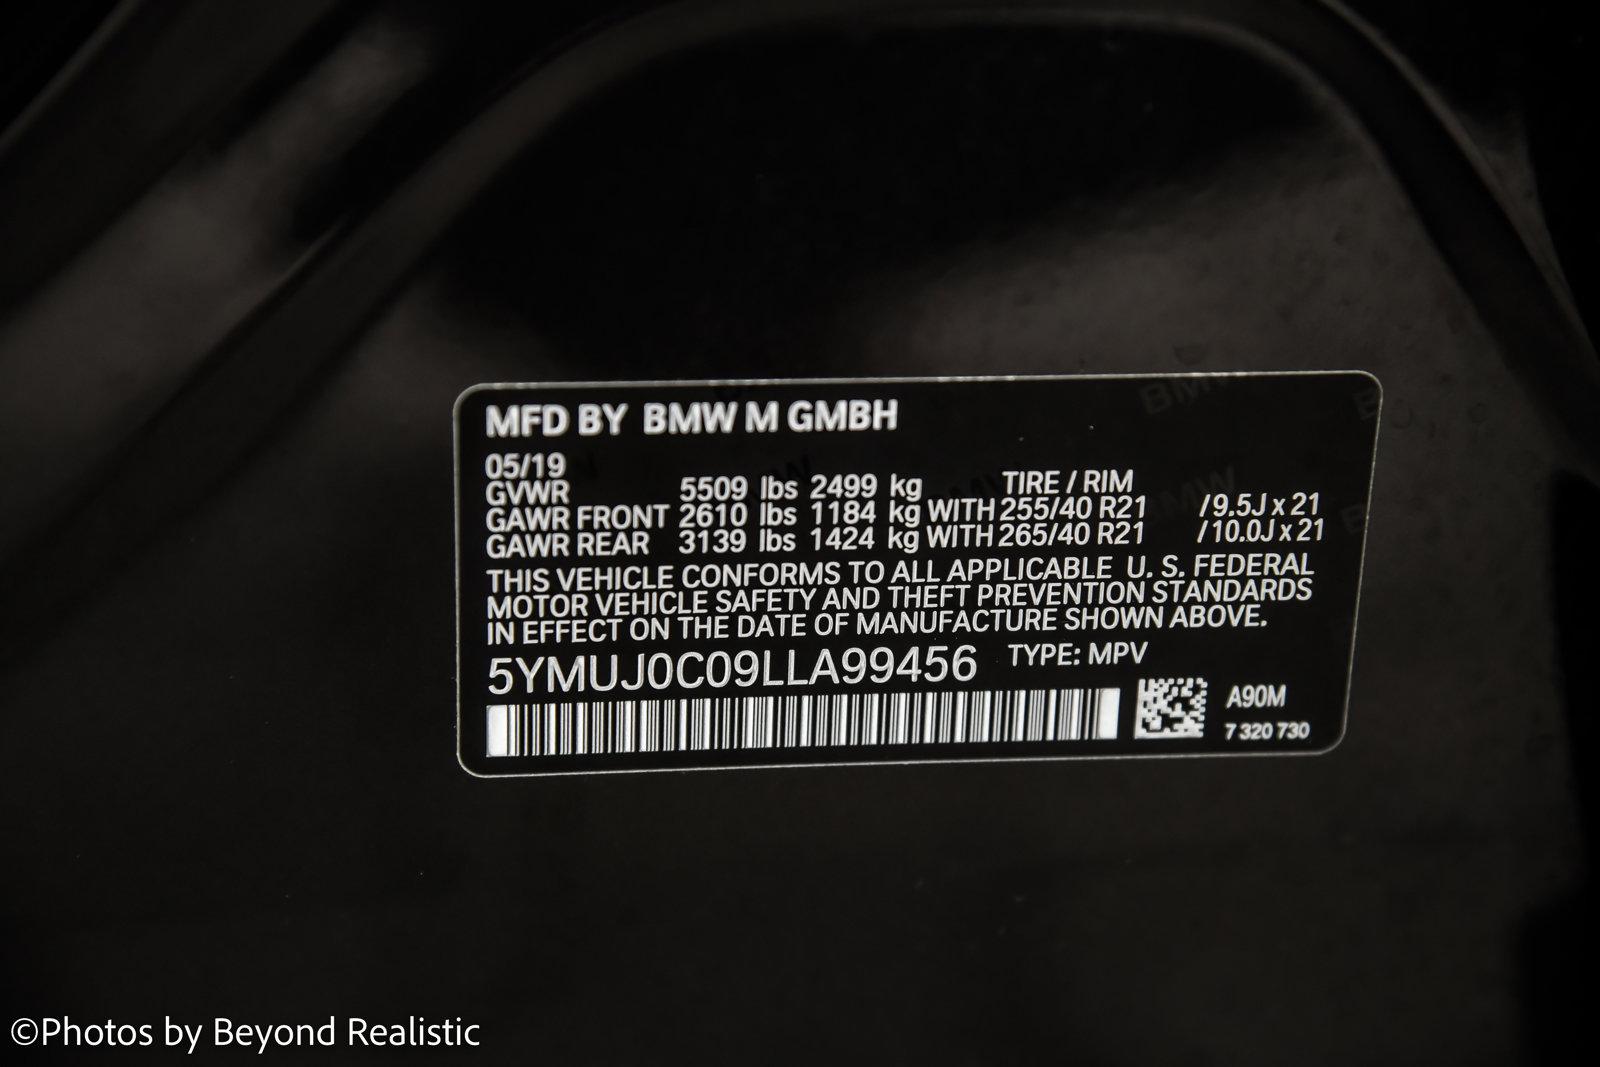 MFD BY BMW M GMBH
05/19
GVWR 5509 lbs 2499 kg TIRE / RIM
GAWR FRONT 2610 lbs 1184 kg WITH 255/40 R21 /9.5J x 21
GAWR REAR 3139 lbs 1424 kg WITH 265/40 R21 /10.0J x 21
THIS VEHICLE CONFORMS TO ALL APPLICABLE U. S. FEDERAL
MOTOR VEHICLE SAFETY AND THEFT PREVENTION STANDARDS
IN EFFECT ON THE DATE OF MANUFACTURE SHOWN ABOVE.
5YMUJ0C09LLA99456 TYPE: MPV
A90M
7 320 730
©Photos by Beyond Realistic